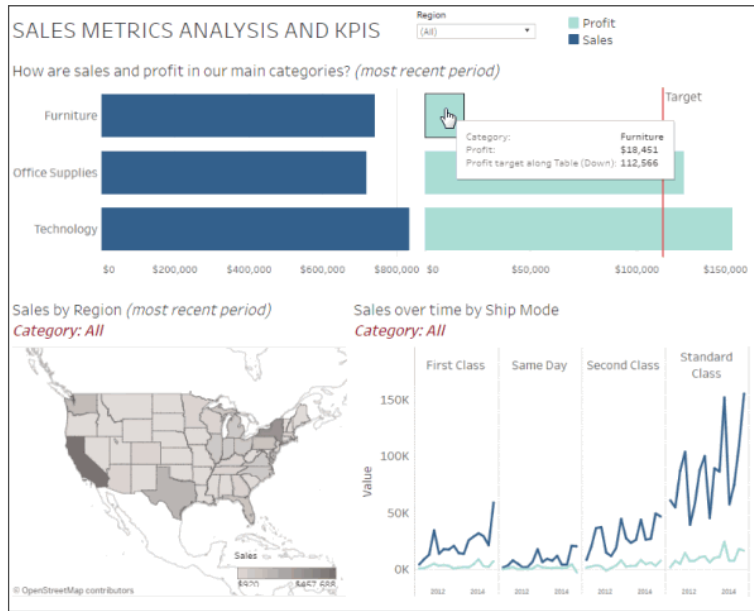 SALES METRICS ANALYSIS AND KPIS
Region
(All)
Profit
Sales
How are sales and profit in our main categories? (most recent period)
Target
Furniture
Category: Furniture
Profit: $18,451
Profit target along Table (Down): 112,566
Office Supplies
Technology
$0 $200,000 $400,000 $600,000 $800,000 $0 $50,000 $100,000 $150,000
Sales by Region (most recent period)
Category: All
Sales
© OpenStreetMap contributors
Sales over time by Ship Mode
Category: All
First Class Same Day Second Class Standard Class
Value
150K
100K
50K
0K
2012 2014 2012 2014 2012 2014 2012 2014